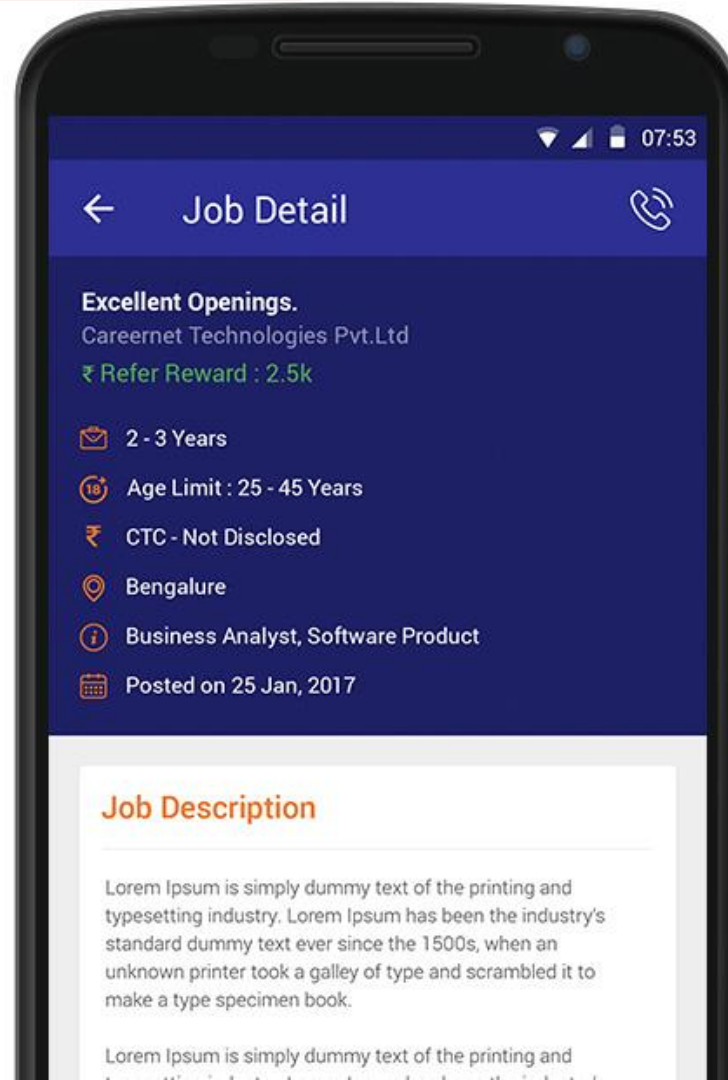 07:53
Job Detail
Excellent Openings.
Careernet Technologies Pvt.Ltd
₹ Refer Reward : 2.5k
2 - 3 Years
18+ Age Limit : 25 - 45 Years
₹ CTC - Not Disclosed
Bengalure
i Business Analyst, Software Product
Posted on 25 Jan, 2017
Job Description
Lorem Ipsum is simply dummy text of the printing and
typesetting industry. Lorem Ipsum has been the industry's
standard dummy text ever since the 1500s, when an
unknown printer took a galley of type and scrambled it to
make a type specimen book.
Lorem Ipsum is simply dummy text of the printing and